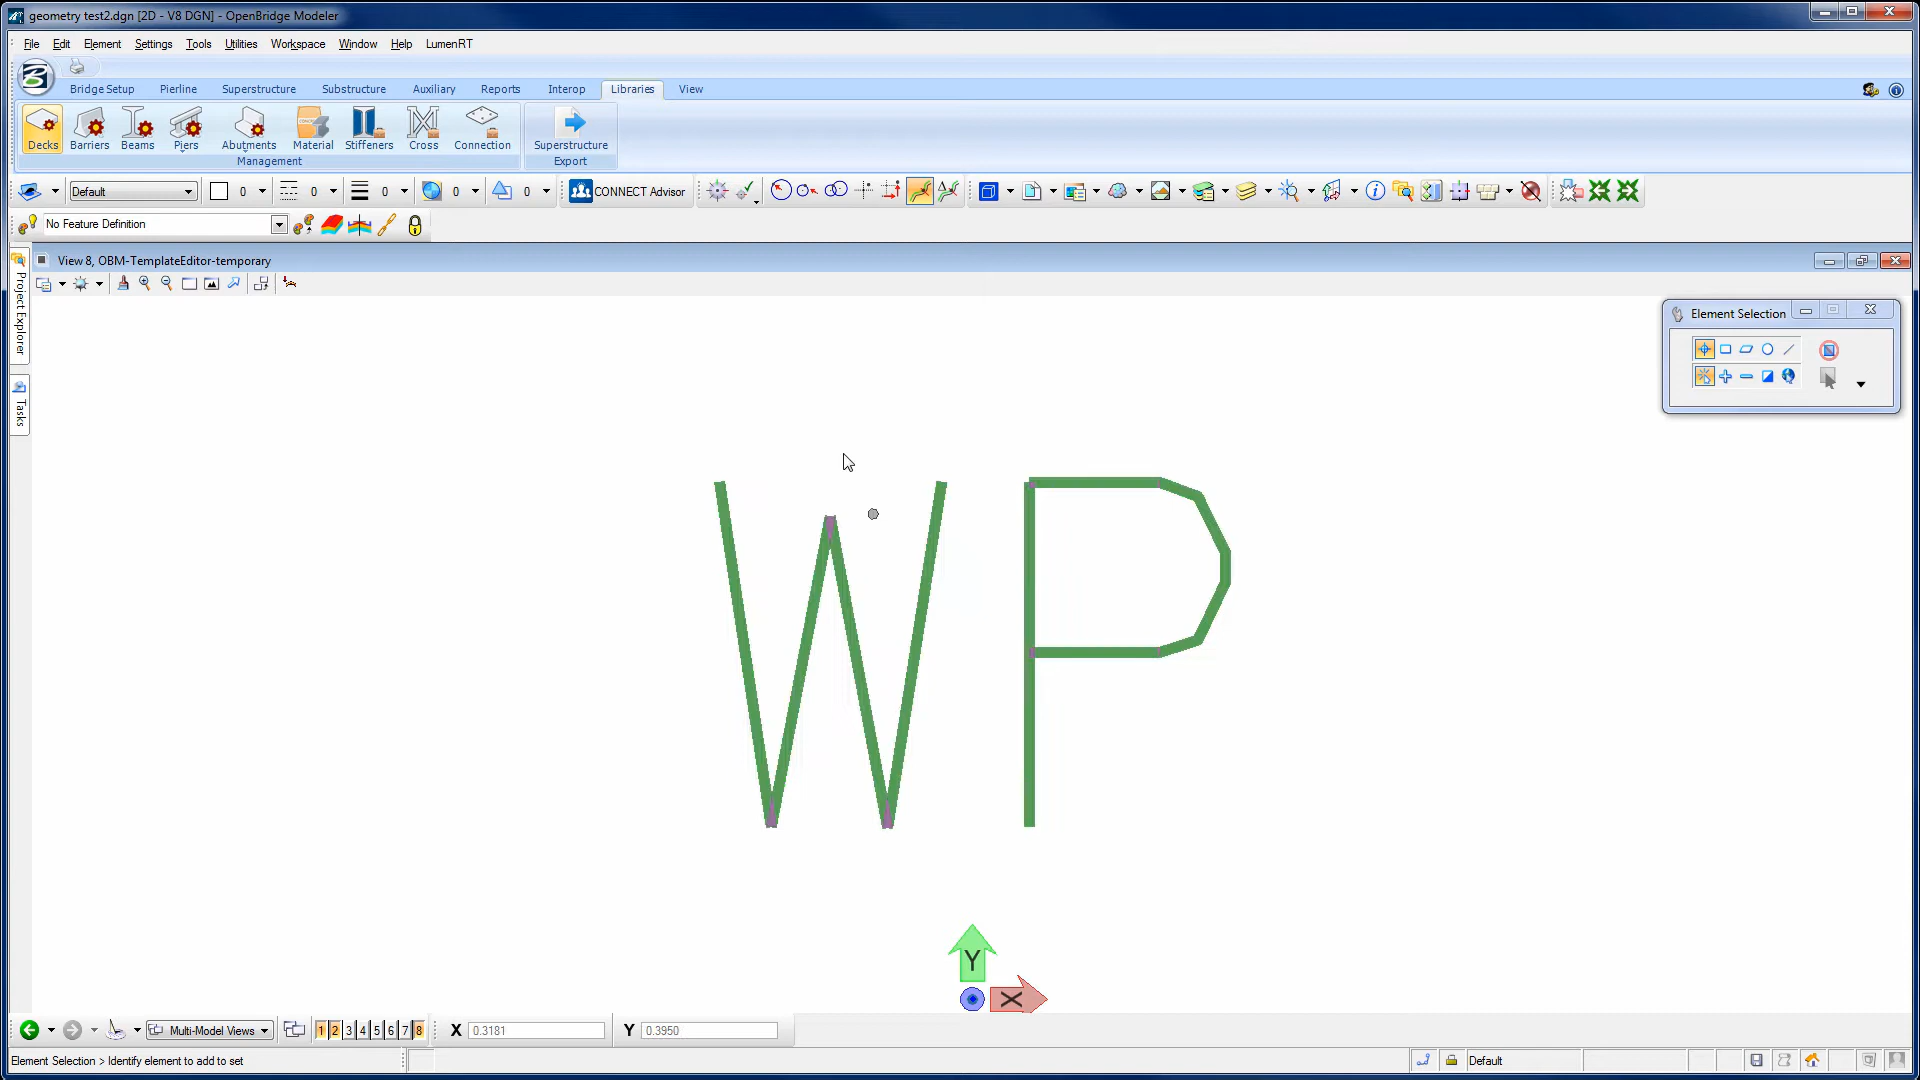 geometry test2.dgn [2D - V8 DGN] - OpenBridge Modeler
File Edit Element Settings Tools Utilities Workspace Window Help LumenRT
Bridge Setup Pierline Superstructure Substructure Auxiliary Reports Interop Libraries View
Decks Barriers Beams Piers Abutments Material Stiffeners Cross Connection Superstructure
Management Export
Default 0 0 0 0 0 CONNECT Advisor
No Feature Definition
View 8, OBM-TemplateEditor-temporary
Project Explorer
Tasks
Element Selection
WP
Y
X
Multi-Model Views 1 2 3 4 5 6 7 8 X 0.3181 Y 0.3950
Element Selection > Identify element to add to set Default